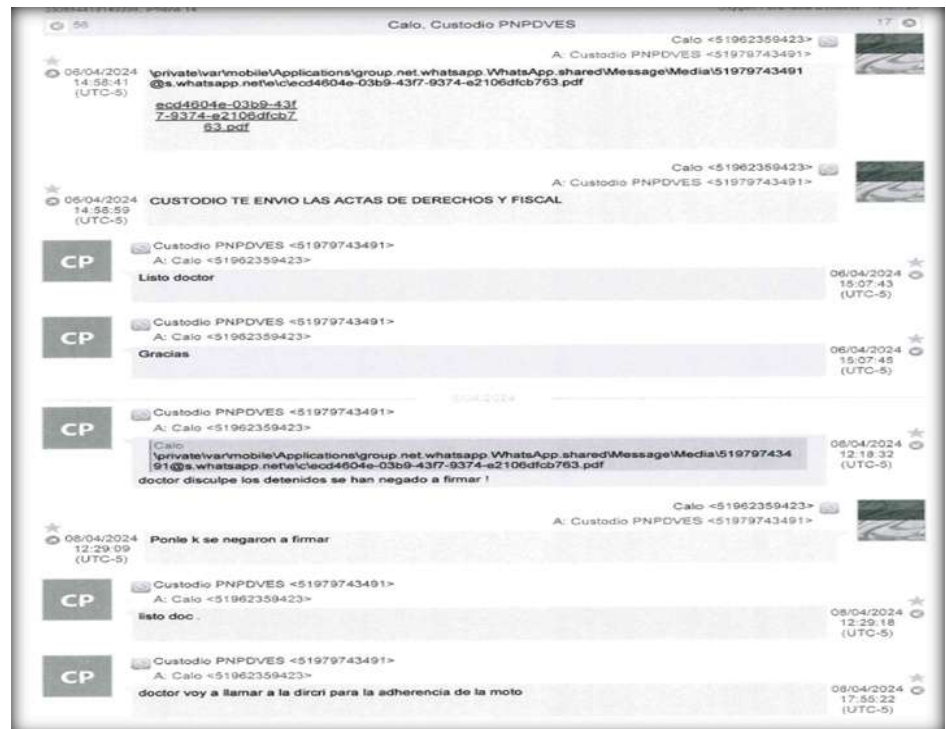 58
Calo, Custodio PNPDVES
17
Calo <51962359423>
A: Custodio PNPDVES <51979743491>
06/04/2024
14:58:41
(UTC-5)
\private\var\mobile\Applications\group.net.whatsapp.WhatsApp.shared\Message\Media\51979743491
@s.whatsapp.net\e\c\ecd4604e-03b9-43f7-9374-e2106dfcb763.pdf
ecd4604e-03b9-43f
7-9374-e2106dfcb7
63.pdf
Calo <51962359423>
A: Custodio PNPDVES <51979743491>
06/04/2024
14:58:59
(UTC-5)
CUSTODIO TE ENVIO LAS ACTAS DE DERECHOS Y FISCAL
CP
Custodio PNPDVES <51979743491>
A: Calo <51962359423>
Listo doctor
06/04/2024
15:07:43
(UTC-5)
CP
Custodio PNPDVES <51979743491>
A: Calo <51962359423>
Gracias
06/04/2024
15:07:45
(UTC-5)
CP
Custodio PNPDVES <51979743491>
A: Calo <51962359423>
Calo
\private\var\mobile\Applications\group.net.whatsapp.WhatsApp.shared\Message\Media\519797434
91@s.whatsapp.net\e\c\ecd4604e-03b9-43f7-9374-e2106dfcb763.pdf
doctor disculpe los detenidos se han negado a firmar !
08/04/2024
12:18:32
(UTC-5)
Calo <51962359423>
A: Custodio PNPDVES <51979743491>
08/04/2024
12:29:09
(UTC-5)
Ponle k se negaron a firmar
CP
Custodio PNPDVES <51979743491>
A: Calo <51962359423>
listo doc .
08/04/2024
12:29:18
(UTC-5)
CP
Custodio PNPDVES <51979743491>
A: Calo <51962359423>
doctor voy a llamar a la dircri para la adherencia de la moto
08/04/2024
17:55:22
(UTC-5)